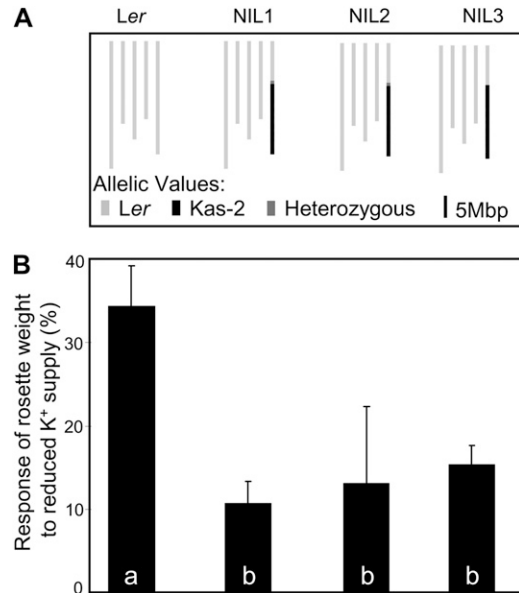 A
Ler NIL1 NIL2 NIL3
Allelic Values:
Ler Kas-2 Heterozygous 5Mbp
B
Response of rosette weight
to reduced K+ supply (%)
40
30
20
10
0
a b b b